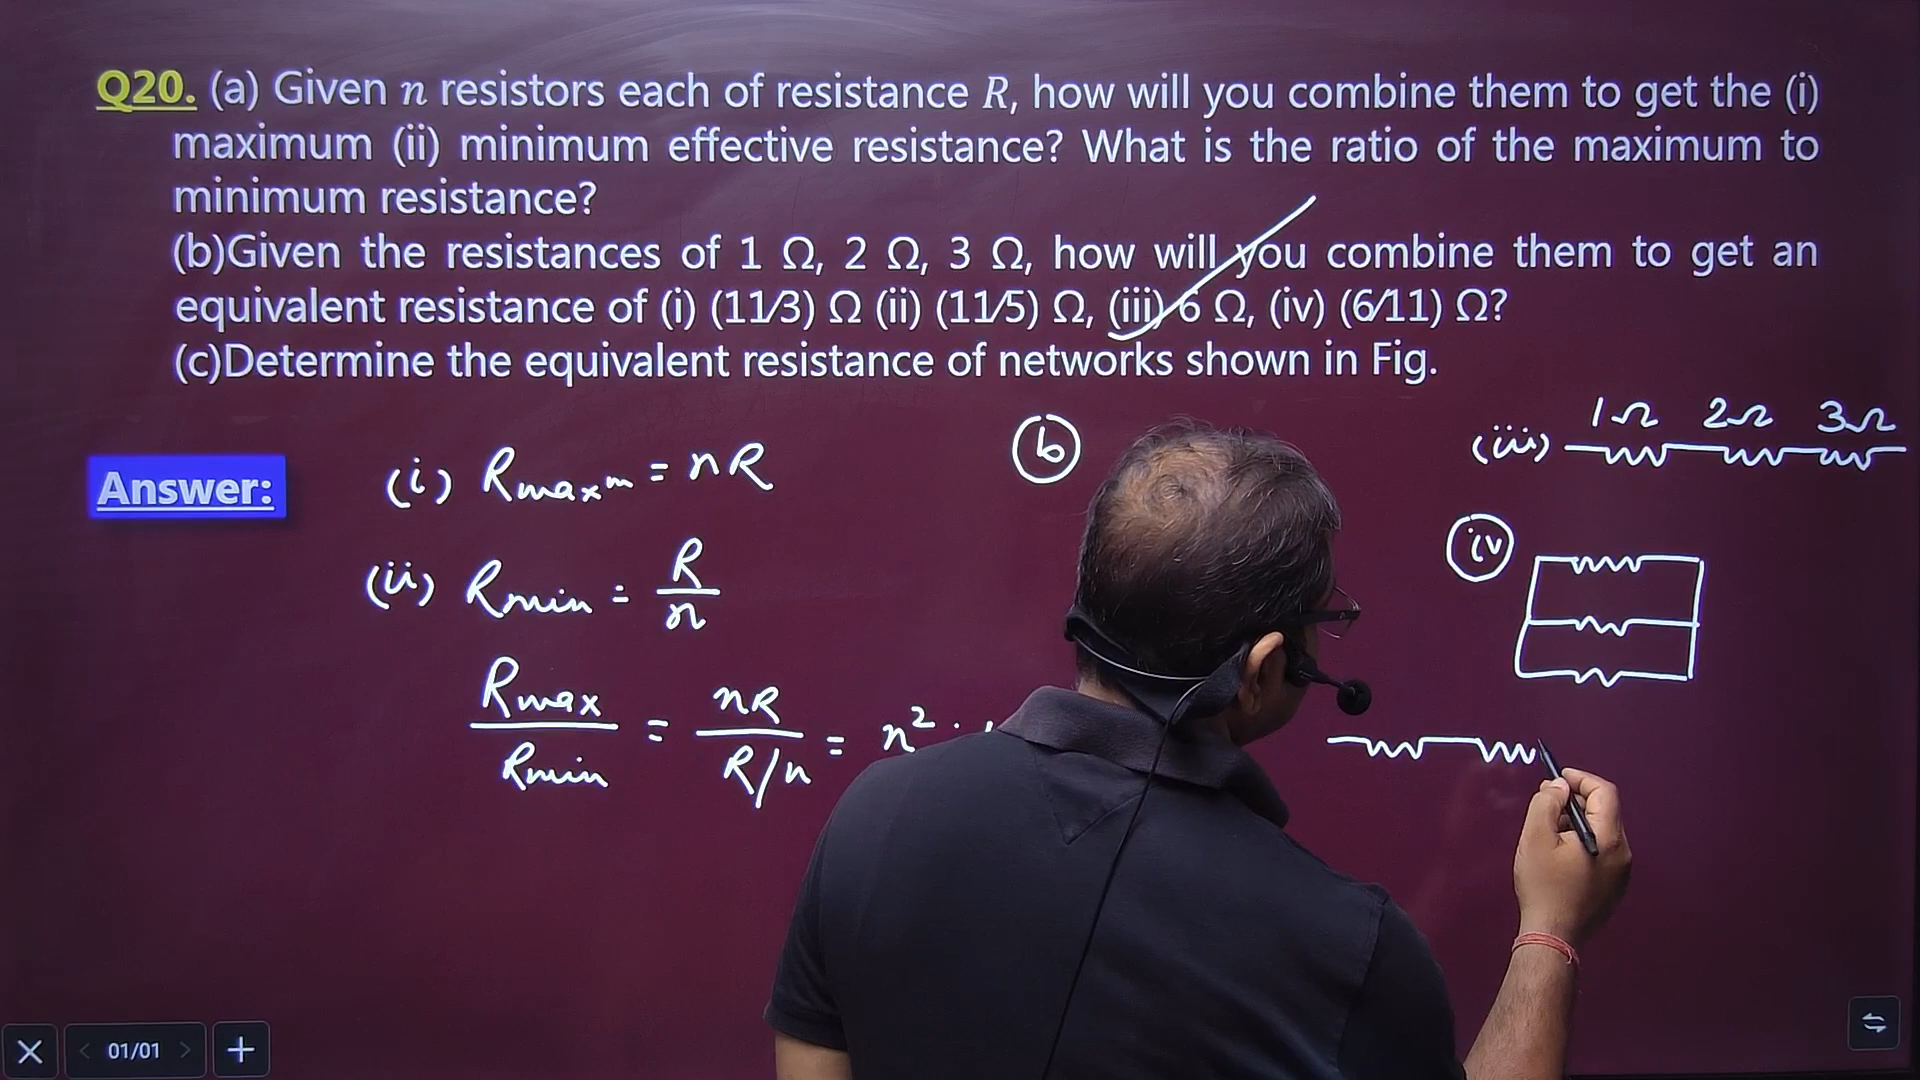 Q20. (a) Given n resistors each of resistance R, how will you combine them to get the (i)
maximum (ii) minimum effective resistance? What is the ratio of the maximum to
minimum resistance?
(b)Given the resistances of 1 Ω, 2 Ω, 3 Ω, how will you combine them to get an
equivalent resistance of (i) (11/3) Ω (ii) (11/5) Ω, (iii) 6 Ω, (iv) (6/11) Ω?
(c)Determine the equivalent resistance of networks shown in Fig.
Answer:
(i) Rmaxm = nR
(ii) Rmin = R/n
Rmax/Rmin = nR/R/n = n² :
(b)
(iii) 1Ω 2Ω 3Ω
(iv)
01/01